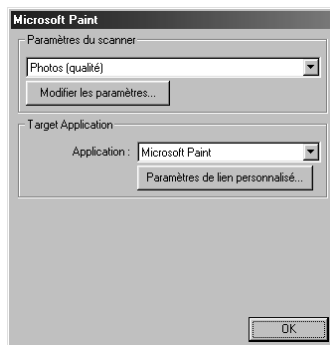 Microsoft Paint
Paramètres du scanner
Photos (qualité)
Modifier les paramètres...
Target Application
Application : Microsoft Paint
Paramètres de lien personnalisé...
OK